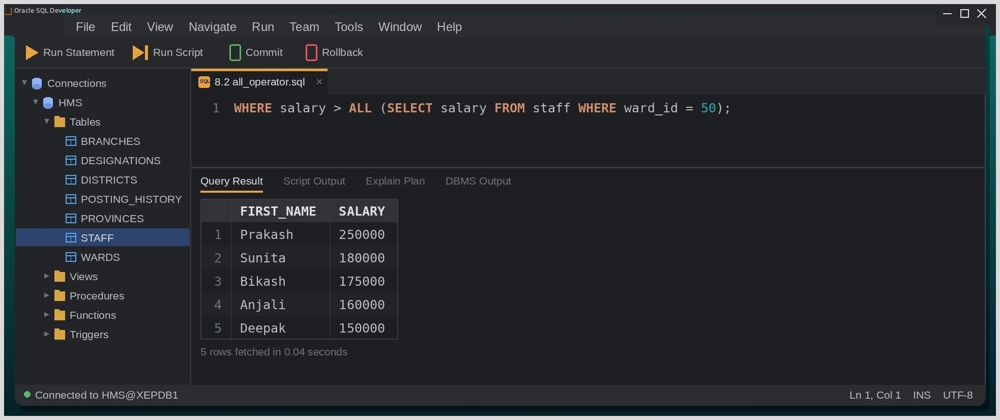 Oracle SQL Developer
File Edit View Navigate Run Team Tools Window Help
Run Statement Run Script Commit Rollback
Connections
HMS
Tables
BRANCHES
DESIGNATIONS
DISTRICTS
POSTING_HISTORY
PROVINCES
STAFF
WARDS
Views
Procedures
Functions
Triggers
SQL 8.2 all_operator.sql
1 WHERE salary > ALL (SELECT salary FROM staff WHERE ward_id = 50);
Query Result Script Output Explain Plan DBMS Output
FIRST_NAME SALARY
1 Prakash 250000
2 Sunita 180000
3 Bikash 175000
4 Anjali 160000
5 Deepak 150000
5 rows fetched in 0.04 seconds
Connected to HMS@XEPDB1 Ln 1, Col 1 INS UTF-8